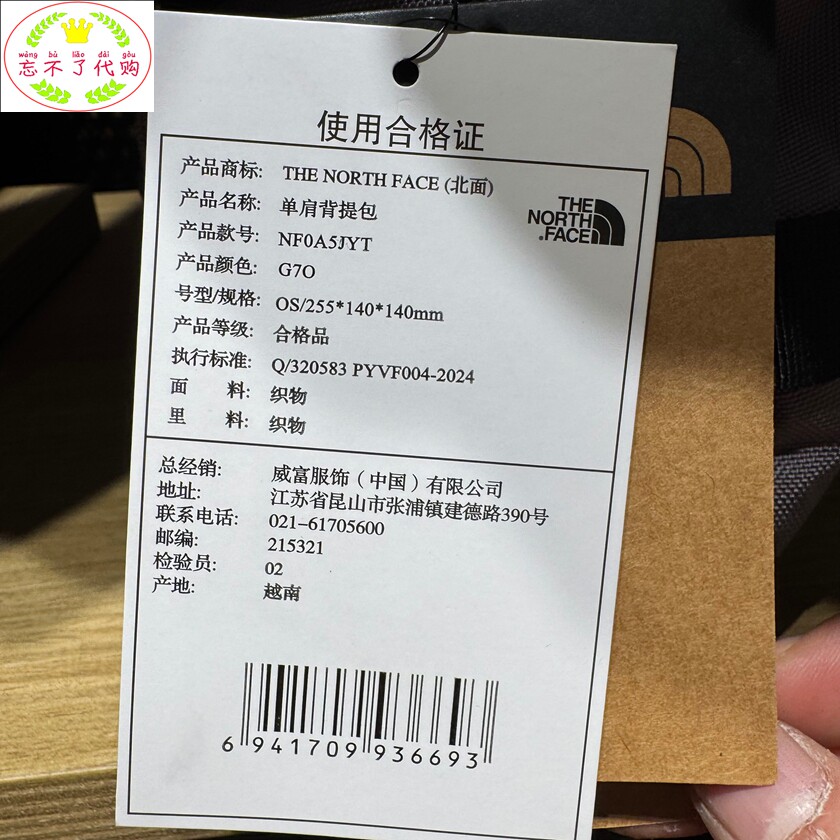 wàng bù liǎo dài gòu
忘不了代购
使用合格证
产品商标: THE NORTH FACE (北面)
产品名称: 单肩背提包
产品款号: NF0A5JYT
产品颜色: G7O
号型/规格: OS/255*140*140mm
产品等级: 合格品
执行标准: Q/320583 PYVF004-2024
面 料: 织物
里 料: 织物
THE
NORTH
FACE
总经销: 威富服饰（中国）有限公司
地址: 江苏省昆山市张浦镇建德路390号
联系电话: 021-61705600
邮编: 215321
检验员: 02
产地: 越南
6 941709 936693